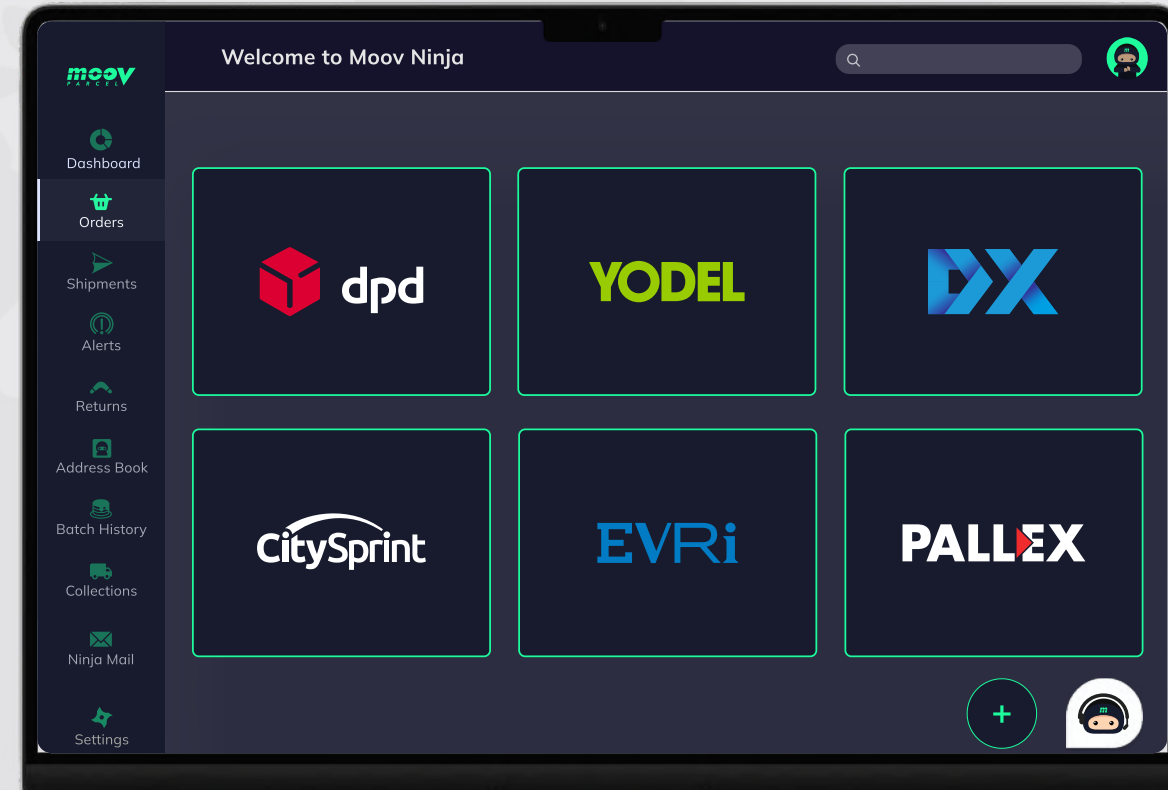 moov
PARCEL
Welcome to Moov Ninja
Dashboard
Orders
Shipments
Alerts
Returns
Address Book
Batch History
Collections
Ninja Mail
Settings
dpd
YODEL
DX
CitySprint
EVRi
PALLEX
+
m